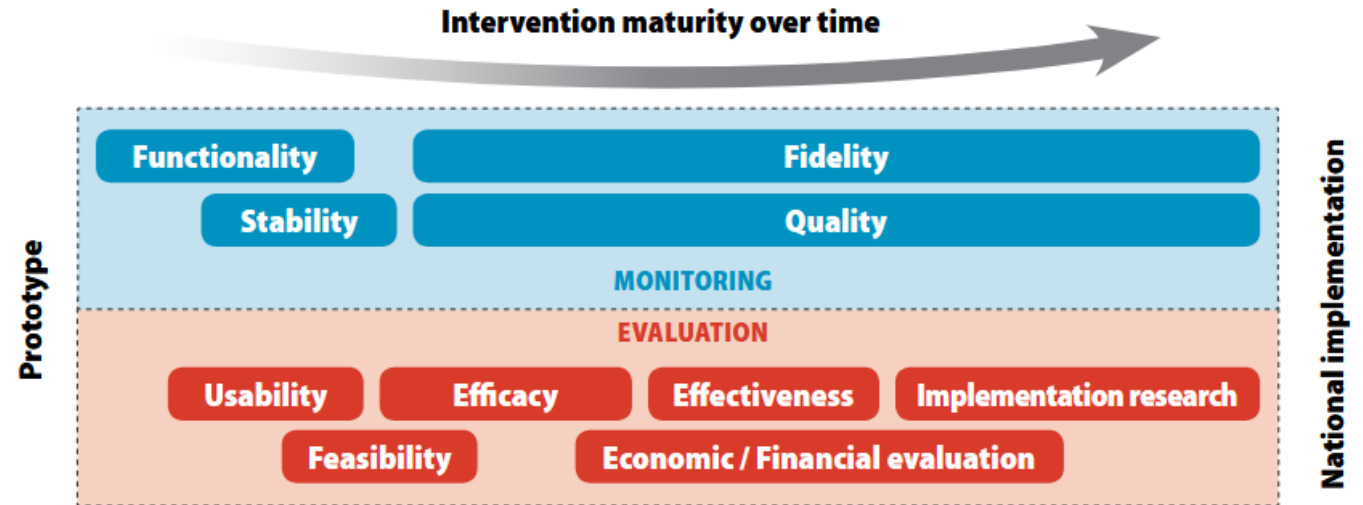 Intervention maturity over time
Prototype
Functionality
Fidelity
Stability
Quality
MONITORING
EVALUATION
Usability
Efficacy
Effectiveness
Implementation research
Feasibility
Economic / Financial evaluation
National implementation